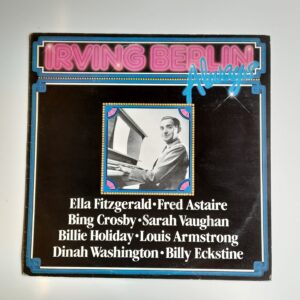 IRVING BERLIN
Always
Ella Fitzgerald • Fred Astaire
Bing Crosby • Sarah Vaughan
Billie Holiday • Louis Armstrong
Dinah Washington • Billy Eckstine